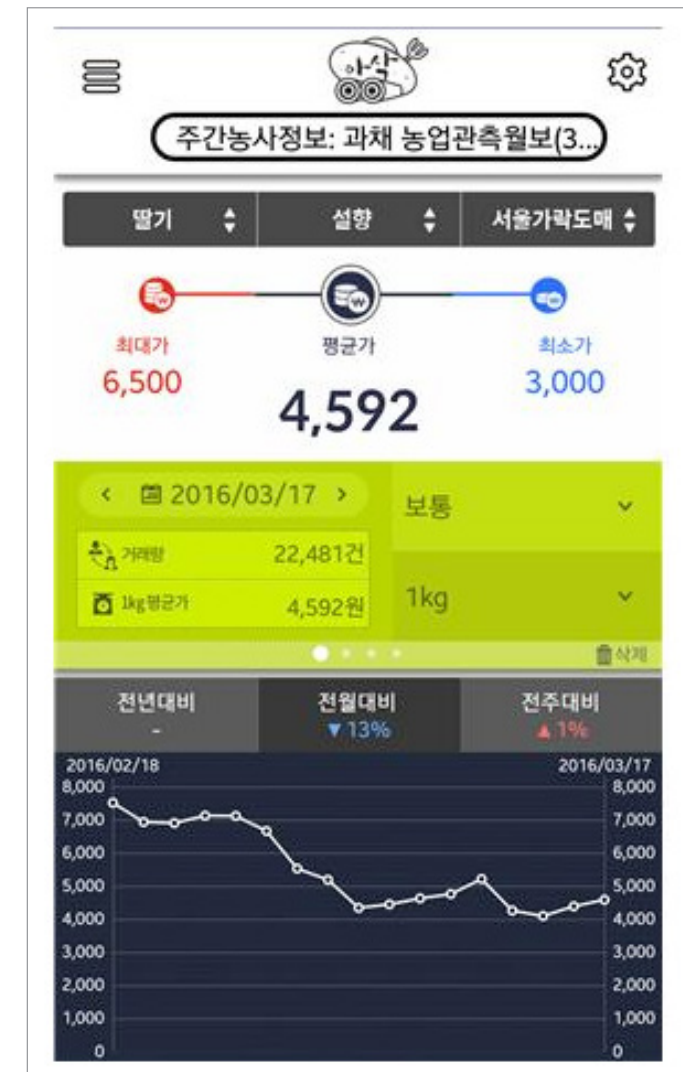 아삭
주간농사정보: 과채 농업관측월보(3...
딸기 설향 서울가락도매
최대가 평균가 최소가
6,500 4,592 3,000
< 2016/03/17 > 보통
거래량 22,481건
1kg평균가 4,592원 1kg
삭제
전년대비 전월대비 전주대비
- ▼13% ▲1%
2016/02/18 2016/03/17
8,000 8,000
7,000 7,000
6,000 6,000
5,000 5,000
4,000 4,000
3,000 3,000
2,000 2,000
1,000 1,000
0 0